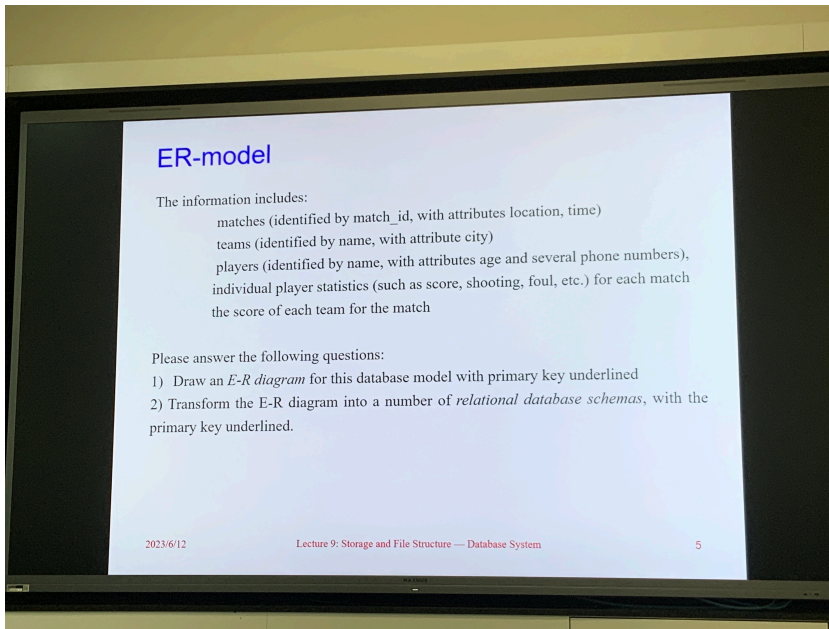 ER-model
The information includes:
matches (identified by match_id, with attributes location, time)
teams (identified by name, with attribute city)
players (identified by name, with attributes age and several phone numbers),
individual player statistics (such as score, shooting, foul, etc.) for each match
the score of each team for the match
Please answer the following questions:
1) Draw an E-R diagram for this database model with primary key underlined
2) Transform the E-R diagram into a number of relational database schemas, with the
primary key underlined.
2023/6/12 Lecture 9: Storage and File Structure — Database System 5